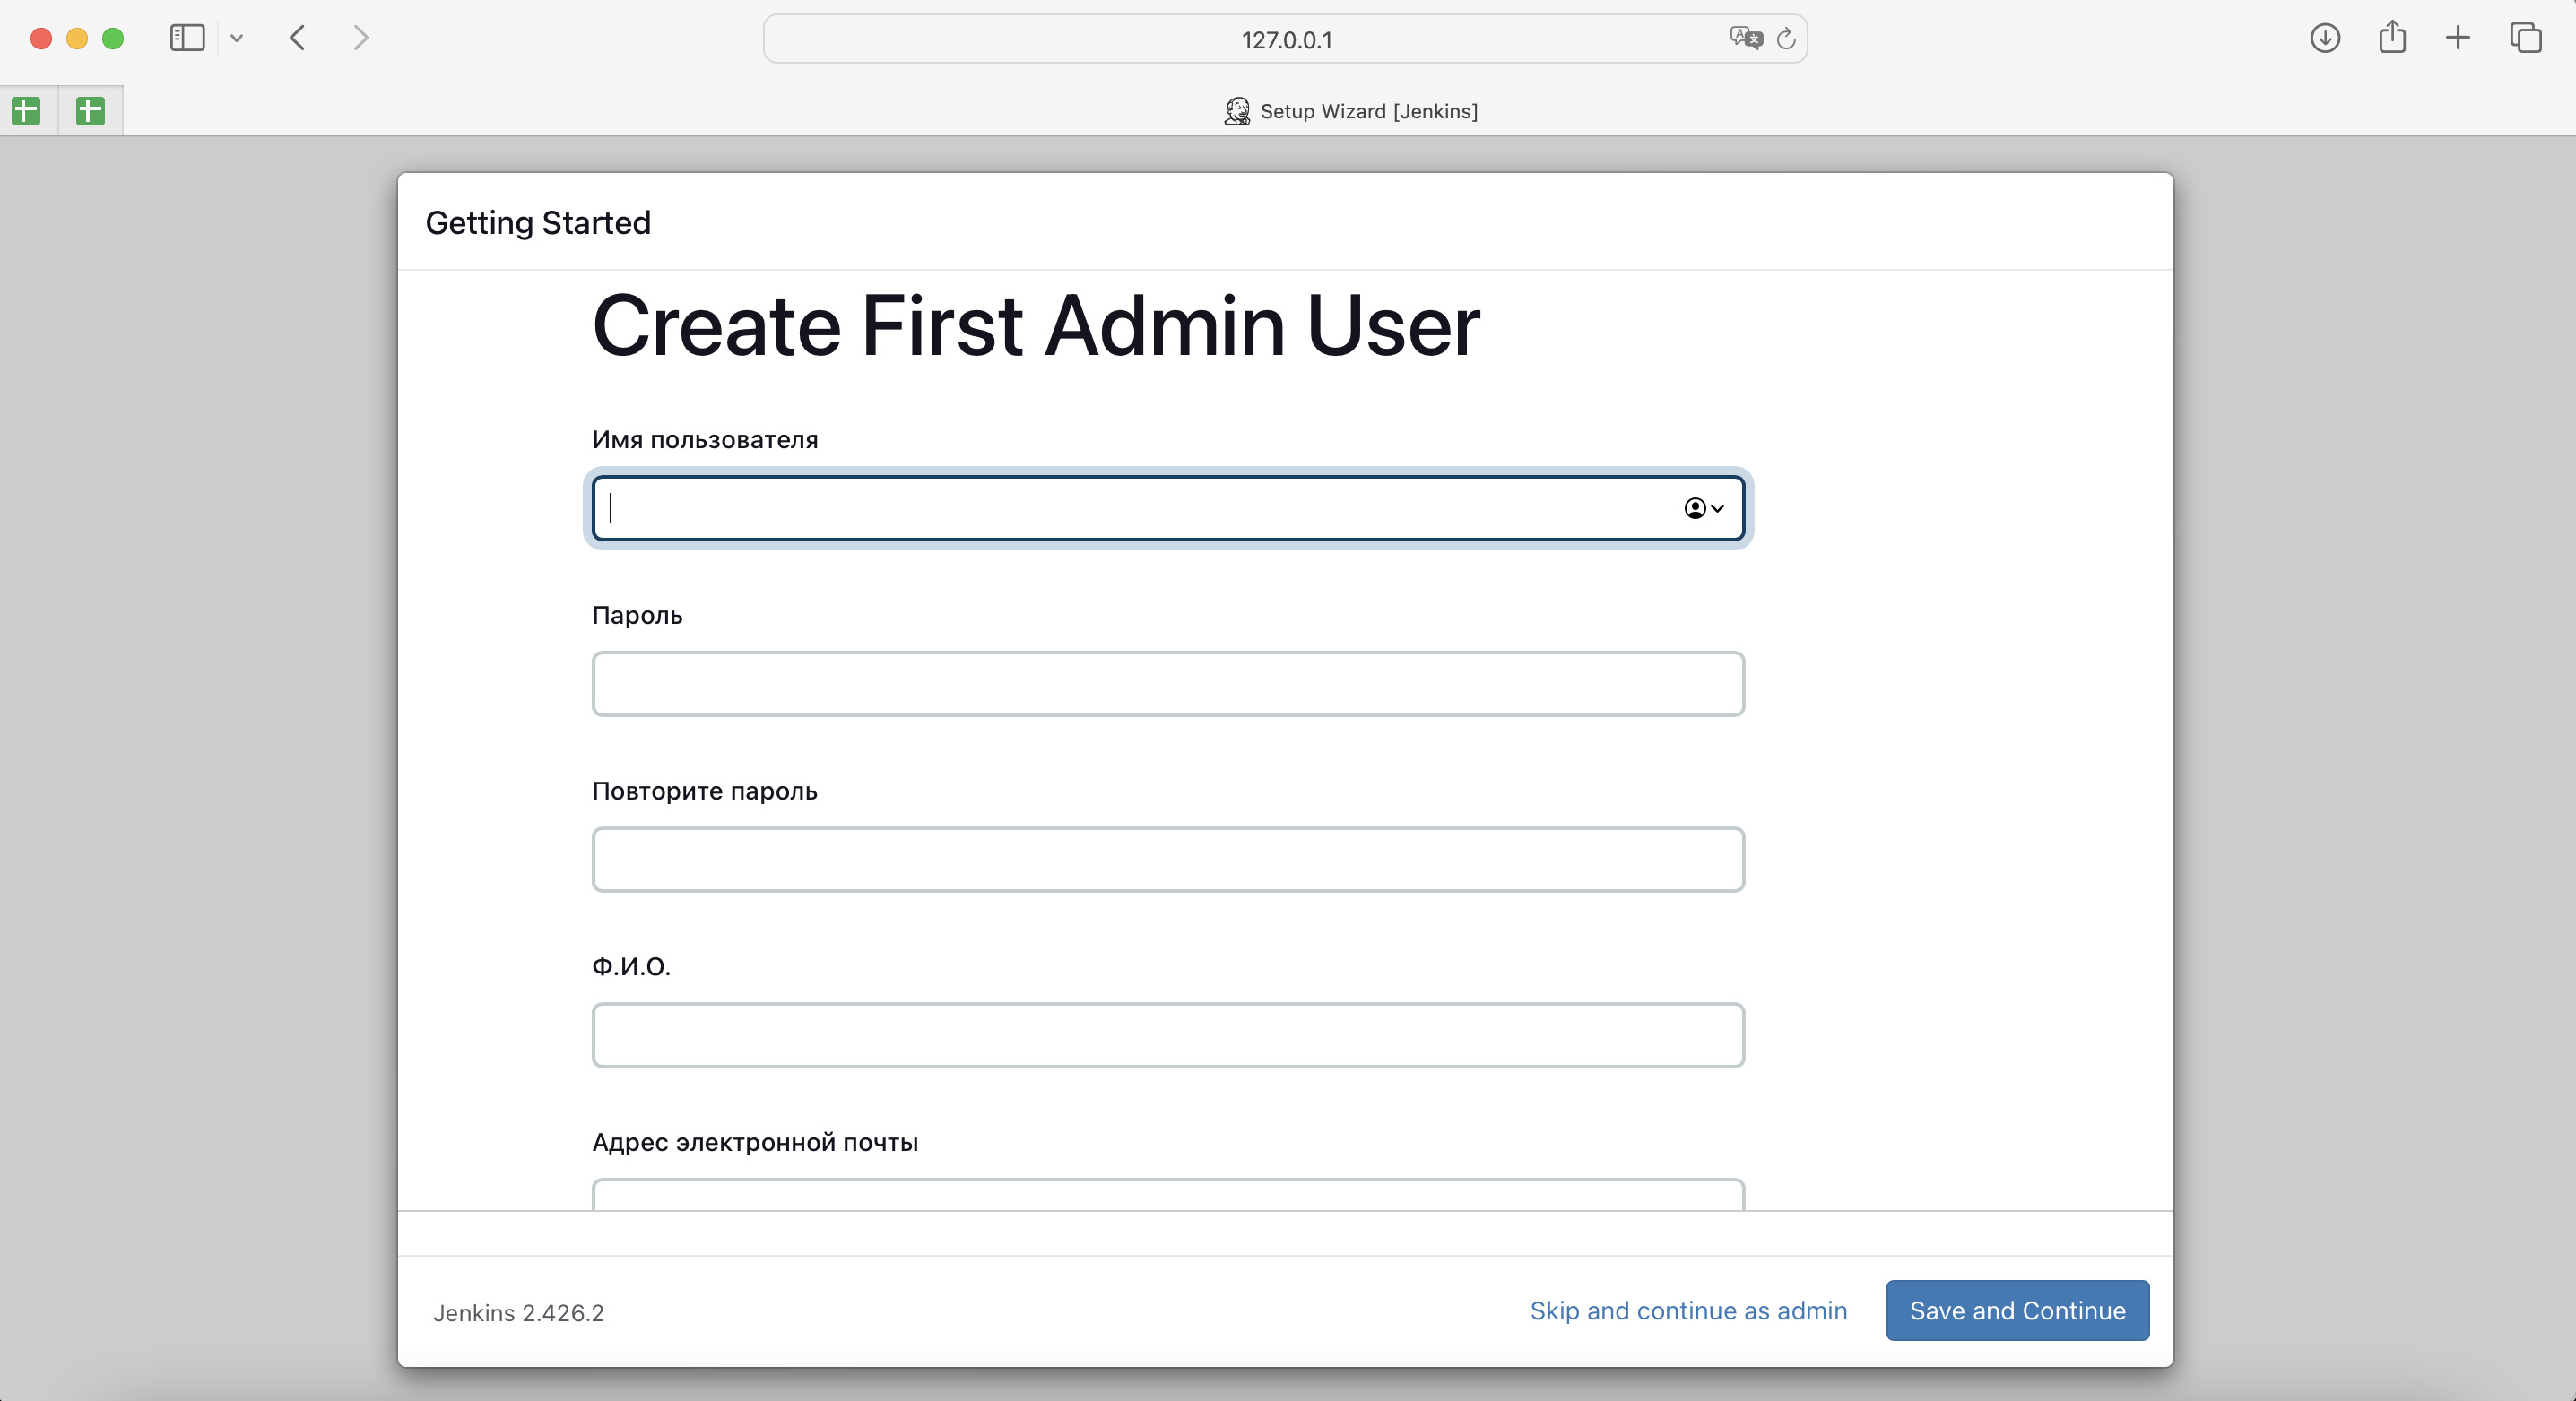 127.0.0.1
Setup Wizard [Jenkins]
Getting Started
Create First Admin User
Имя пользователя
Пароль
Повторите пароль
Ф.И.О.
Адрес электронной почты
Jenkins 2.426.2
Skip and continue as admin
Save and Continue